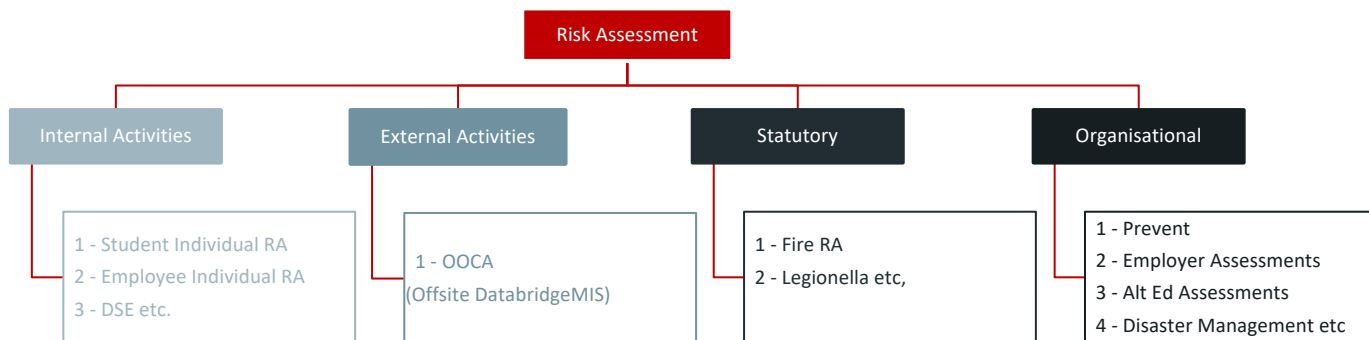 Risk Assessment
Internal Activities
External Activities
Statutory
Organisational
1 - Student Individual RA
2 - Employee Individual RA
3 - DSE etc.
1 - OOCA
(Offsite DatabridgeMIS)
1 - Fire RA
2 - Legionella etc,
1 - Prevent
2 - Employer Assessments
3 - Alt Ed Assessments
4 - Disaster Management etc